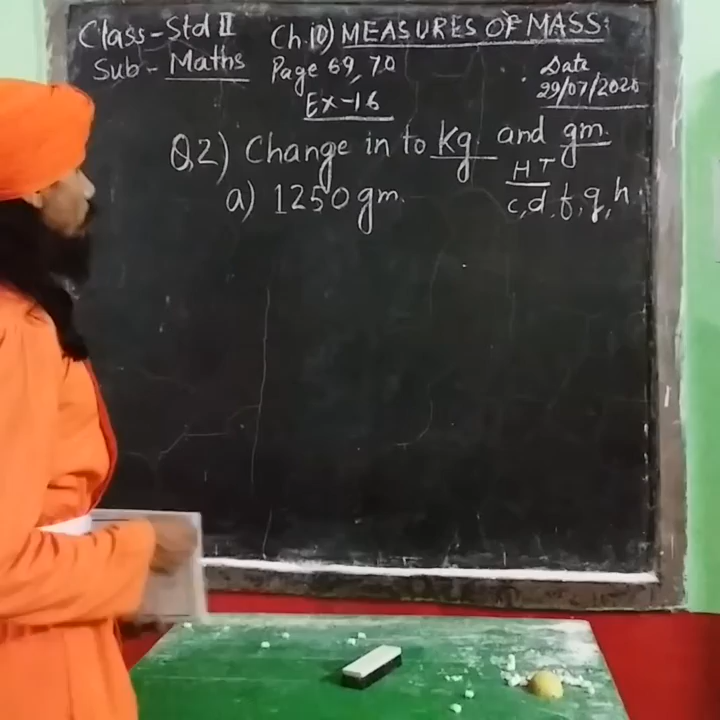 Class-Std II
Sub- Maths
Ch.10) MEASURES OF MASS:
Page 69, 70
Ex-16
Date
29/07/2020
Q,2) Change in to Kg and gm.
a) 1250 gm.
H T
c, d, f, g, h